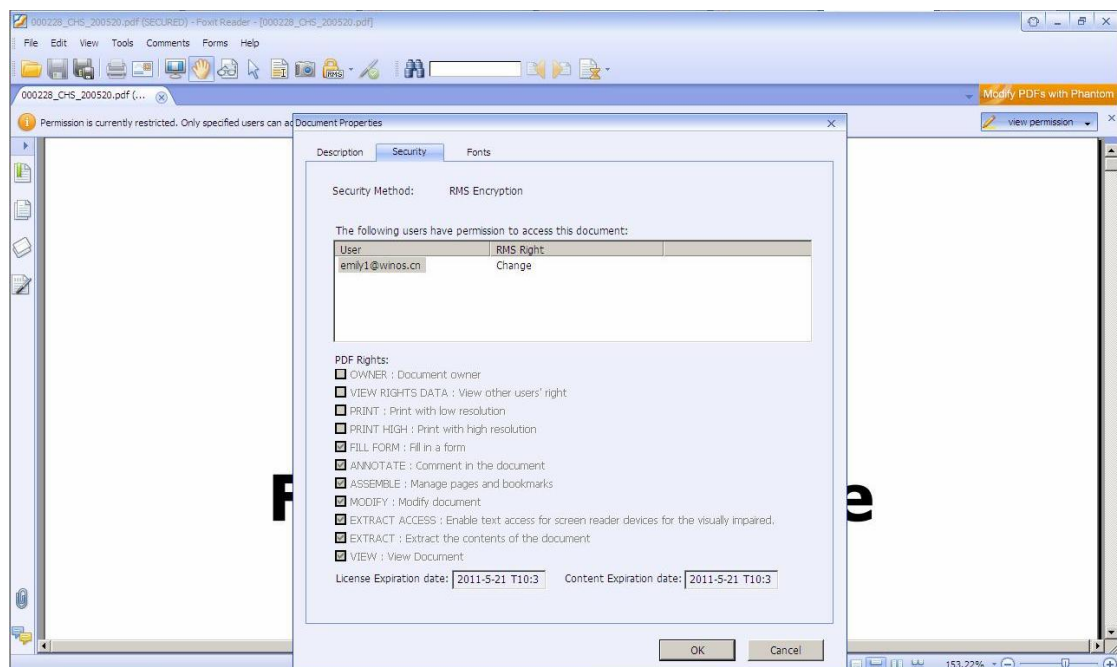 000228_CHS_200520.pdf (SECURED) - Foxit Reader - [000228_CHS_200520.pdf]
File Edit View Tools Comments Forms Help
RMS
000228_CHS_200520.pdf (...
Modify PDFs with Phantom
Permission is currently restricted. Only specified users can
view permission
Document Properties
Description Security Fonts
Security Method: RMS Encryption
The following users have permission to access this document:
User RMS Right
emily1@winos.cn Change
PDF Rights:
OWNER : Document owner
VIEW RIGHTS DATA : View other users' right
PRINT : Print with low resolution
PRINT HIGH : Print with high resolution
FILL FORM : Fill in a form
ANNOTATE : Comment in the document
ASSEMBLE : Manage pages and bookmarks
MODIFY : Modify document
EXTRACT ACCESS : Enable text access for screen reader devices for the visually impaired.
EXTRACT : Extract the contents of the document
VIEW : View Document
License Expiration date: 2011-5-21 T10:3 Content Expiration date: 2011-5-21 T10:3
OK Cancel
F e
153.22%